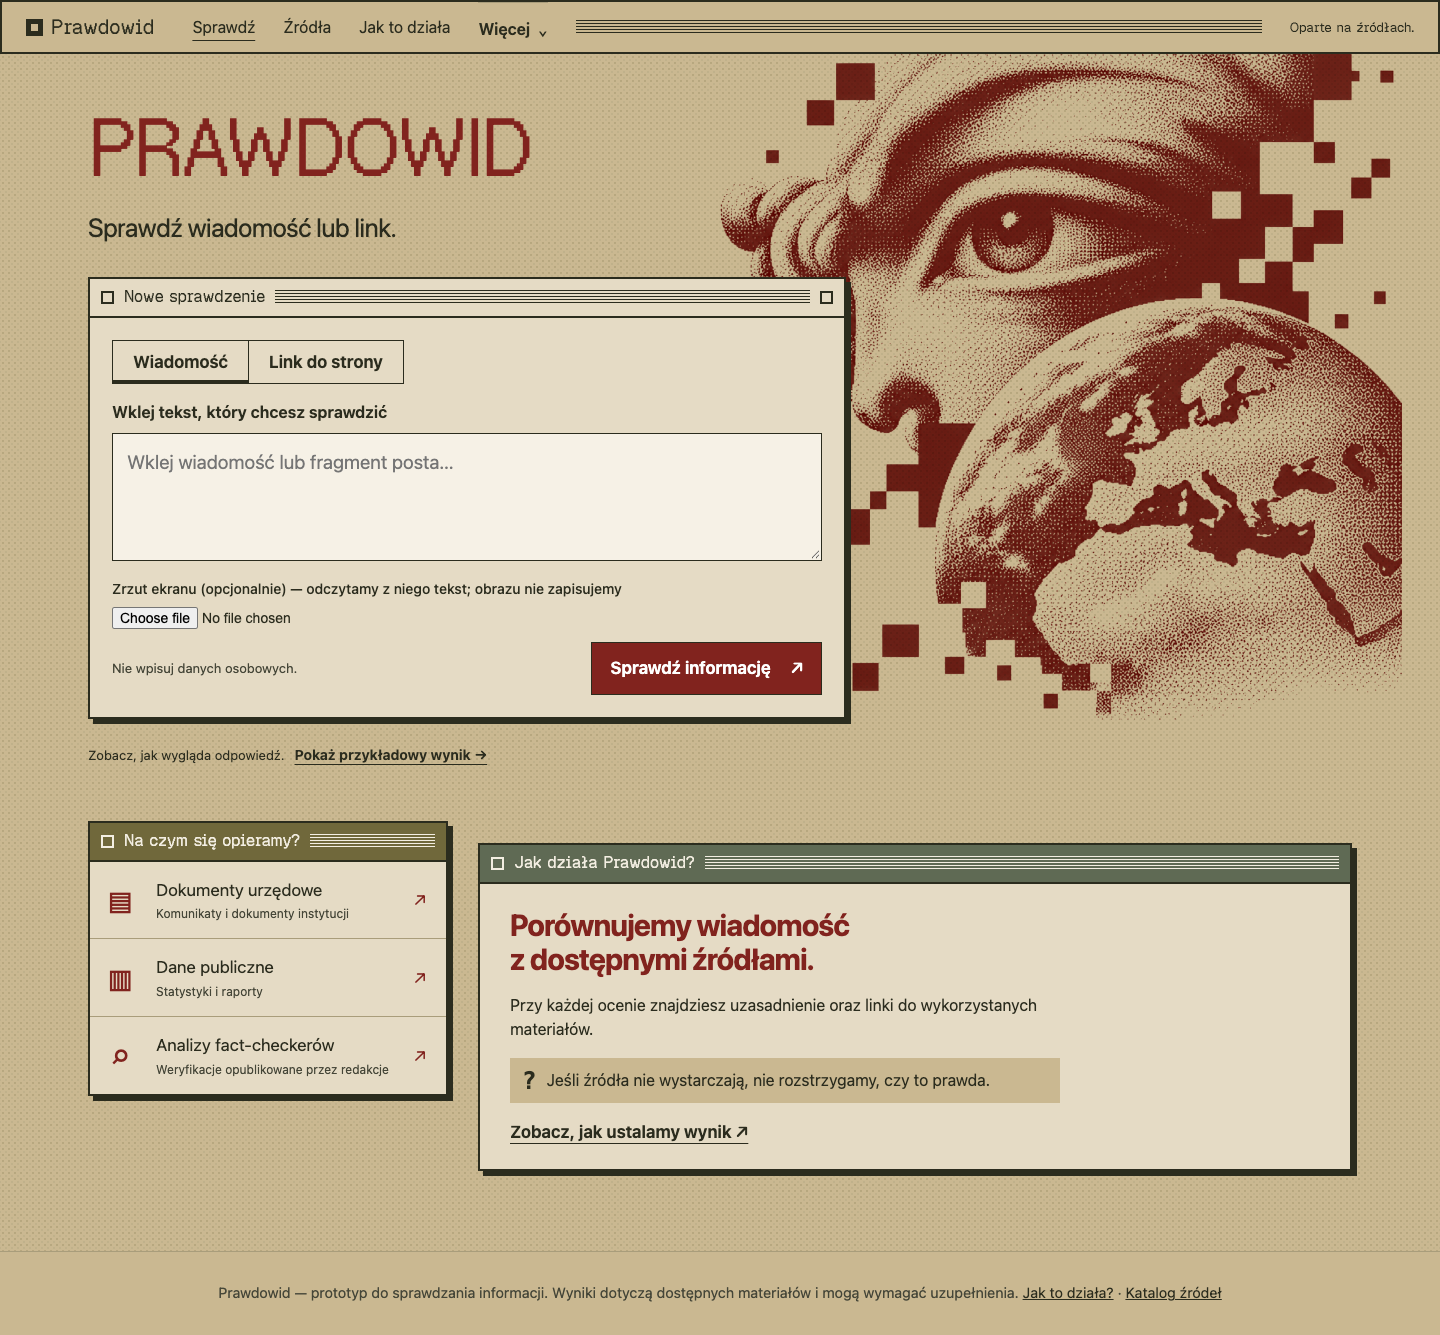 Prawdowid Sprawdź Źródła Jak to działa Więcej Oparte na źródłach.
PRAWDOWID
Sprawdź wiadomość lub link.
Nowe sprawdzenie
Wiadomość Link do strony
Wklej tekst, który chcesz sprawdzić
Wklej wiadomość lub fragment posta...
Zrzut ekranu (opcjonalnie) — odczytamy z niego tekst; obrazu nie zapisujemy
Choose file No file chosen
Nie wpisuj danych osobowych.
Sprawdź informację ↗
Zobacz, jak wygląda odpowiedź. Pokaż przykładowy wynik →
Na czym się opieramy?
Dokumenty urzędowe ↗
Komunikaty i dokumenty instytucji
Dane publiczne ↗
Statystyki i raporty
Analizy fact-checkerów ↗
Weryfikacje opublikowane przez redakcje
Jak działa Prawdowid?
Porównujemy wiadomość
z dostępnymi źródłami.
Przy każdej ocenie znajdziesz uzasadnienie oraz linki do wykorzystanych
materiałów.
? Jeśli źródła nie wystarczają, nie rozstrzygamy, czy to prawda.
Zobacz, jak ustalamy wynik ↗
Prawdowid — prototyp do sprawdzania informacji. Wyniki dotyczą dostępnych materiałów i mogą wymagać uzupełnienia. Jak to działa? · Katalog źródeł